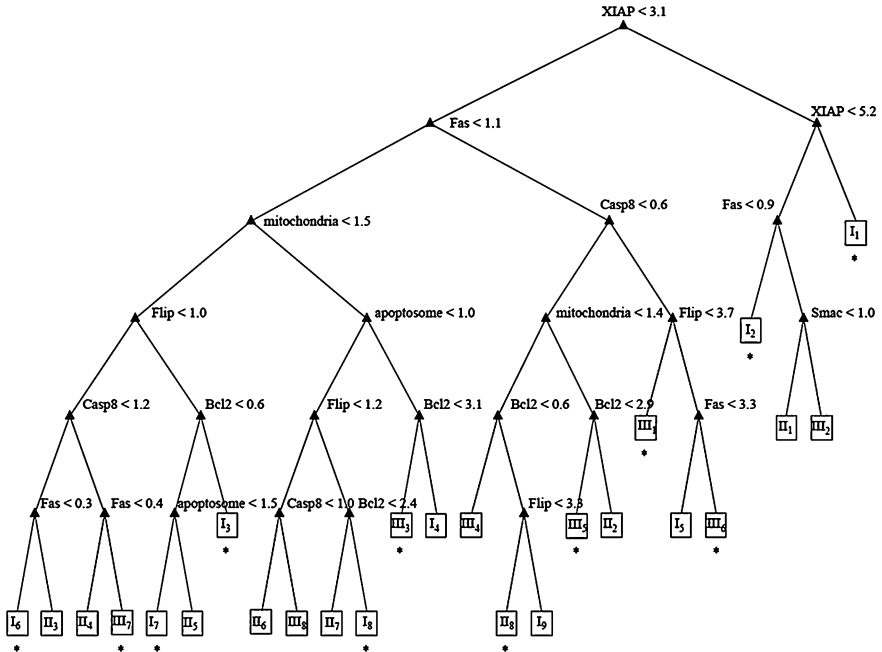 XIAP < 3.1
Fas < 1.1
XIAP < 5.2
mitochondria < 1.5
Casp8 < 0.6
Fas < 0.9
I₁
*
Flip < 1.0
apoptosome < 1.0
mitochondria < 1.4
Flip < 3.7
I₂
*
Smac < 1.0
Casp8 < 1.2
Bcl2 < 0.6
Flip < 1.2
Bcl2 < 3.1
Bcl2 < 0.6
Bcl2 < 2.9
III₁
*
Fas < 3.3
II₁
III₂
Fas < 0.3
Fas < 0.4
apoptosome < 1.5
I₃
*
Casp8 < 1.0
Bcl2 < 2.4
III₃
*
I₄
III₄
Flip < 3.3
III₅
*
II₂
I₅
III₆
*
I₆
*
II₃
II₄
III₇
*
I₇
*
II₅
II₆
III₈
II₇
I₈
*
II₈
*
I₉